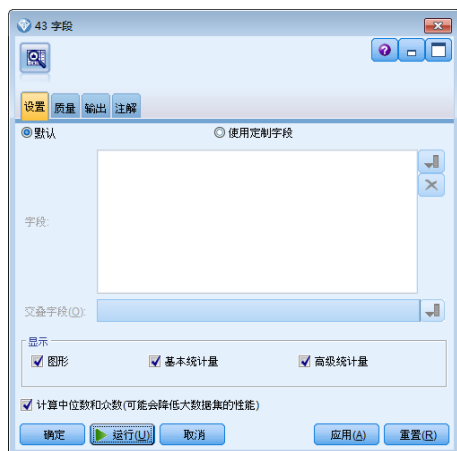 43 字段
设置 质量 输出 注解
默认 使用定制字段
字段:
交叠字段(O):
显示
图形 基本统计量 高级统计量
计算中位数和众数(可能会降低大数据集的性能)
确定 运行(U) 取消 应用(A) 重置(R)